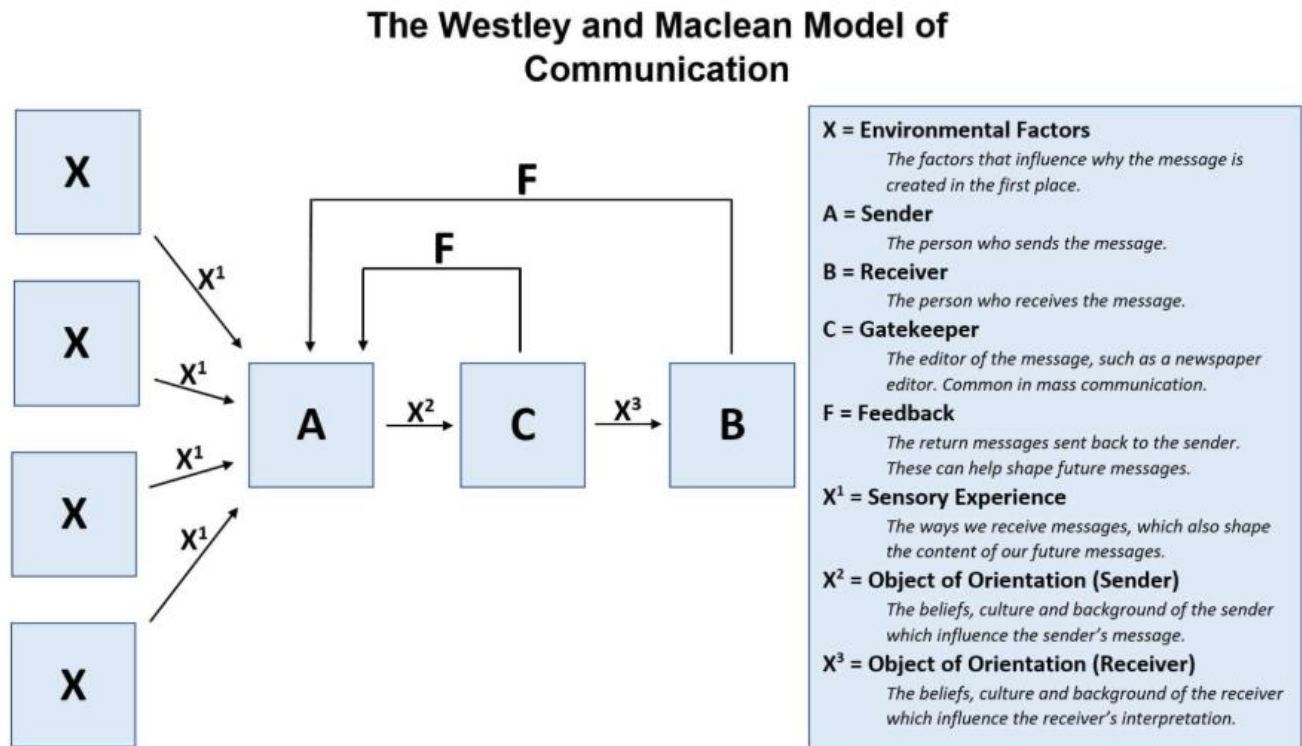 The Westley and Maclean Model of
Communication
X
X
X
X
X¹
X¹
X¹
X¹
F
F
A
X²
C
X³
B
X = Environmental Factors
The factors that influence why the message is
created in the first place.
A = Sender
The person who sends the message.
B = Receiver
The person who receives the message.
C = Gatekeeper
The editor of the message, such as a newspaper
editor. Common in mass communication.
F = Feedback
The return messages sent back to the sender.
These can help shape future messages.
X¹ = Sensory Experience
The ways we receive messages, which also shape
the content of our future messages.
X² = Object of Orientation (Sender)
The beliefs, culture and background of the sender
which influence the sender’s message.
X³ = Object of Orientation (Receiver)
The beliefs, culture and background of the receiver
which influence the receiver’s interpretation.